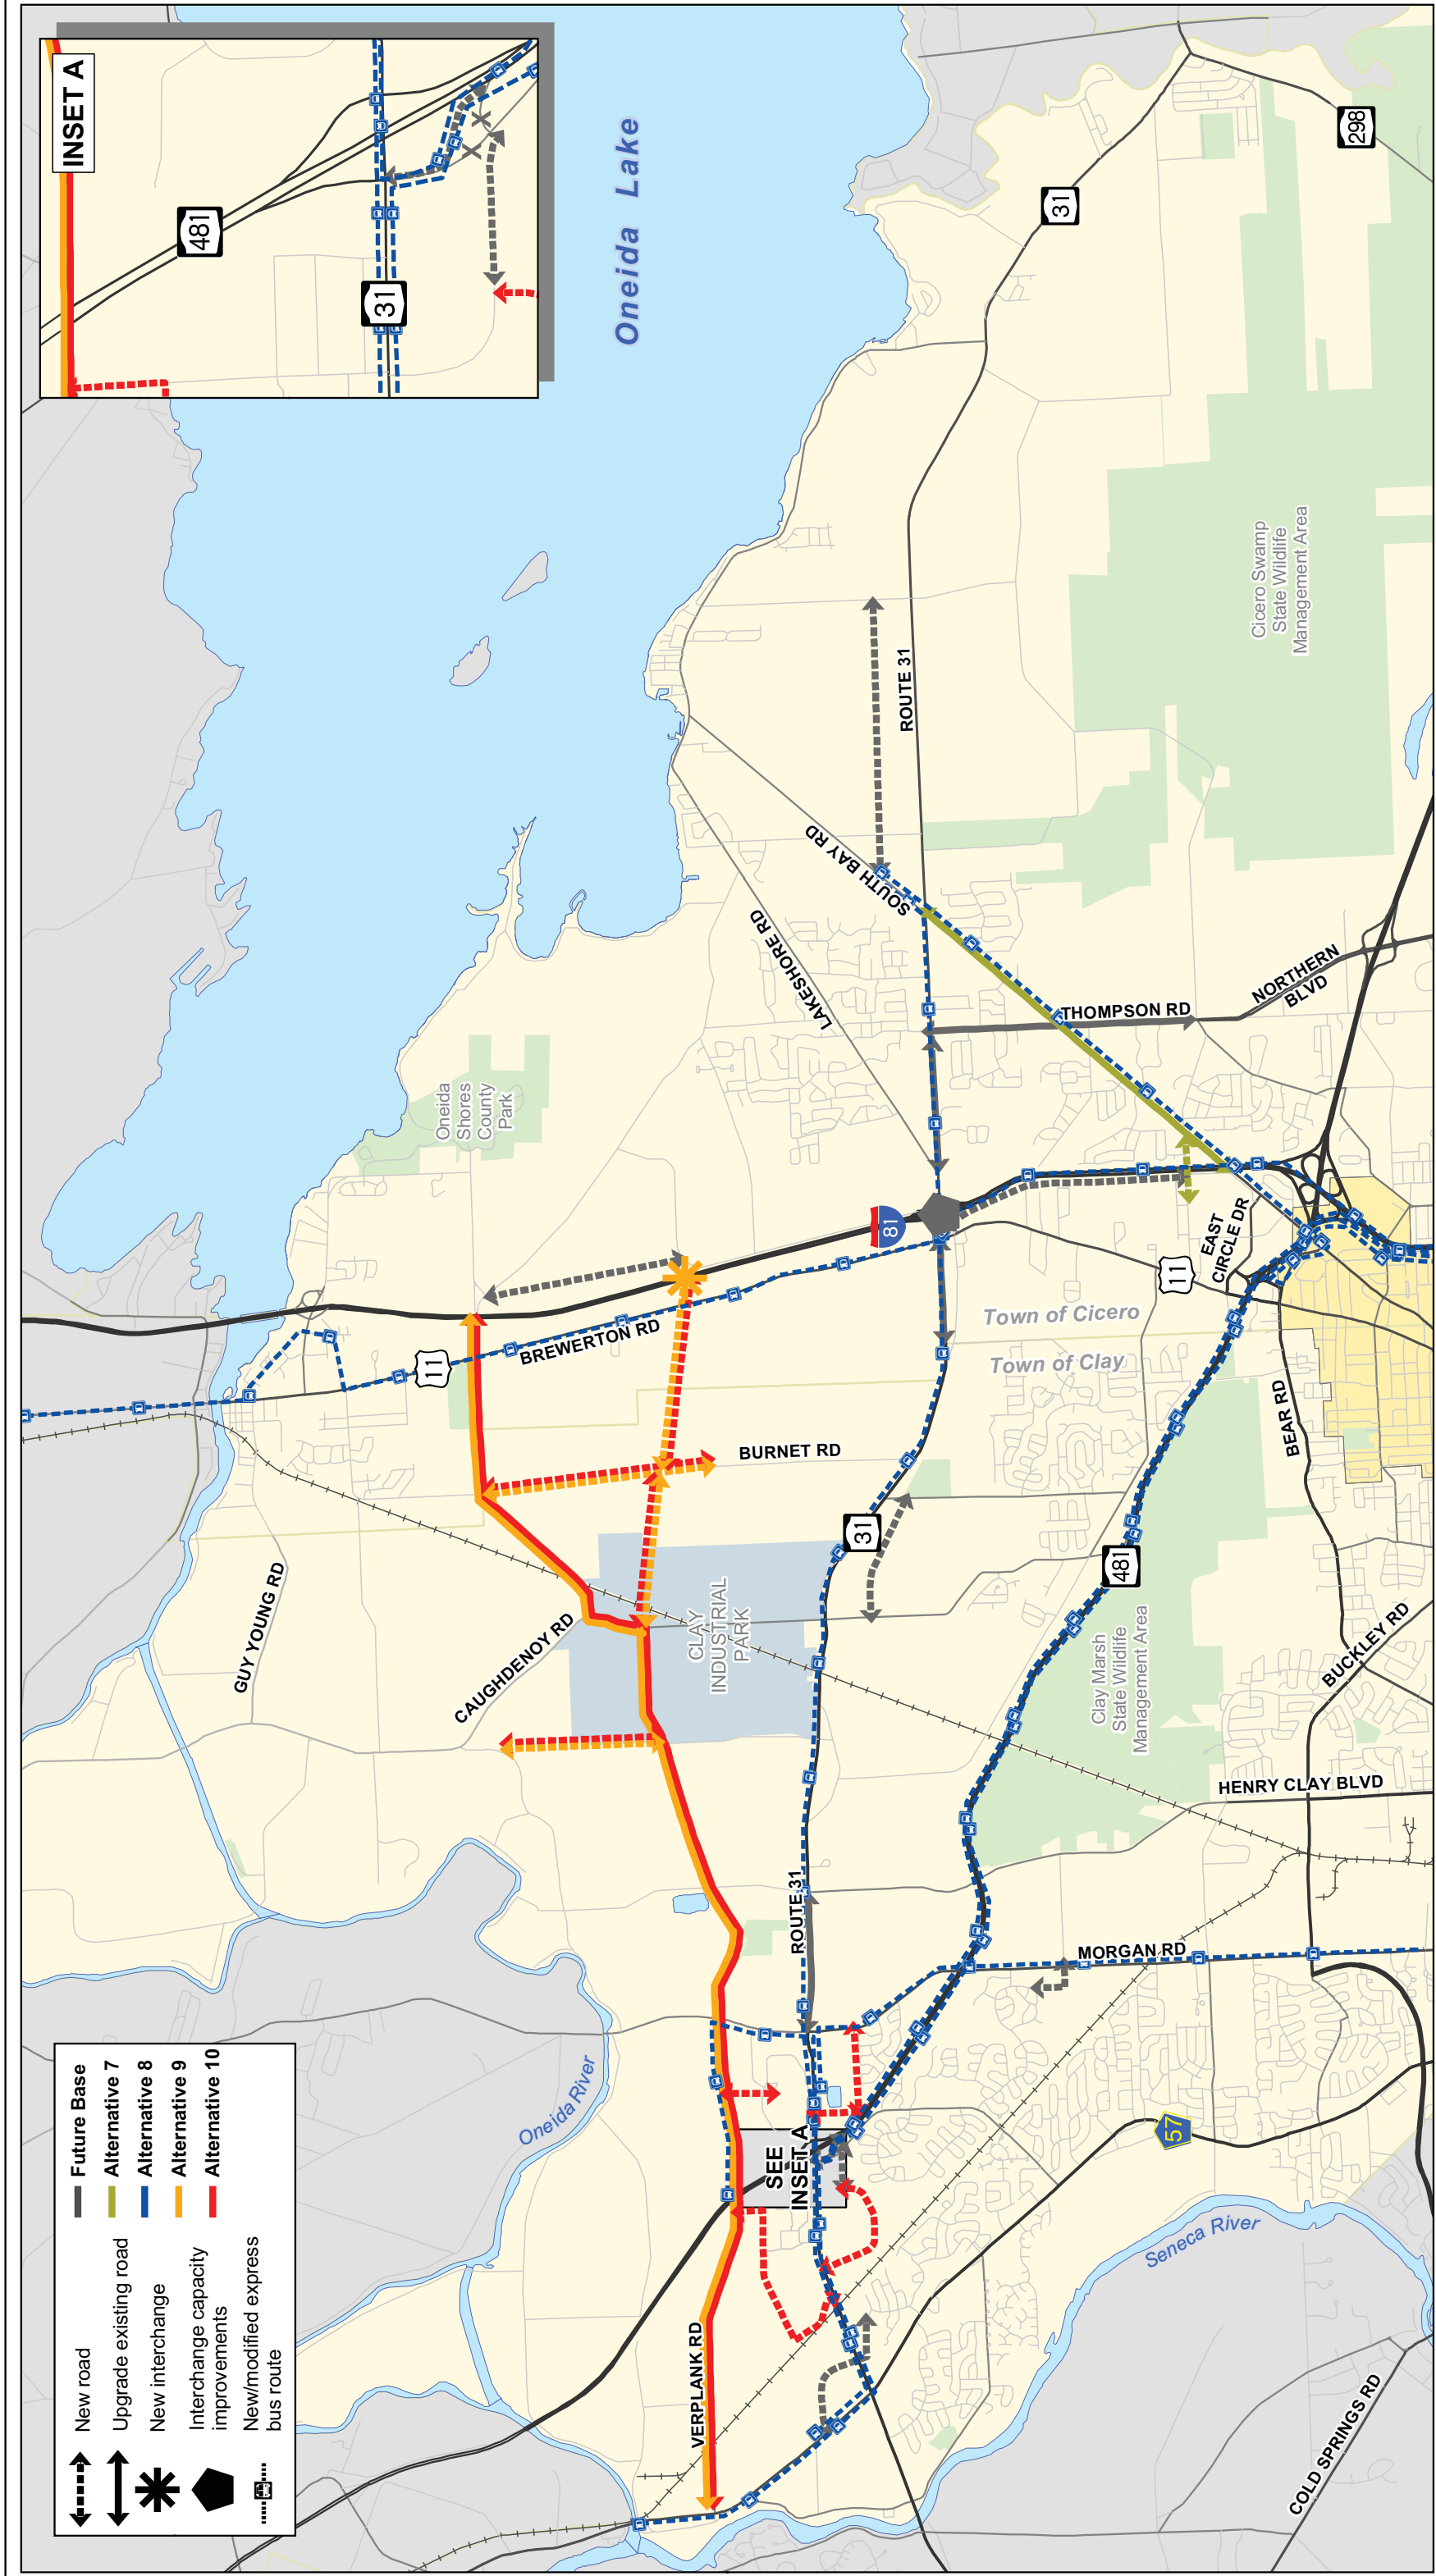 New road
Upgrade existing road
New interchange
Interchange capacity
improvements
New/modified express
bus route
Future Base
Alternative 7
Alternative 8
Alternative 9
Alternative 10
INSET A
481
31
Oneida Lake
Oneida River
GUY YOUNG RD
CAUGHDENOY RD
11
BREWERTON RD
Oneida
Shores
County
Park
81
VERPLANK RD
SEE
INSET A
ROUTE 31
CLAY
INDUSTRIAL
PARK
BURNET RD
31
LAKESHORE RD
SOUTH BAY RD
ROUTE 31
31
298
Town of Cicero
Town of Clay
11
EAST
CIRCLE DR
THOMPSON RD
NORTHERN
BLVD
Cicero Swamp
State Wildlife
Management Area
481
Clay Marsh
State Wildlife
Management Area
MORGAN RD
57
HENRY CLAY BLVD
BUCKLEY RD
BEAR RD
Seneca River
COLD SPRINGS RD